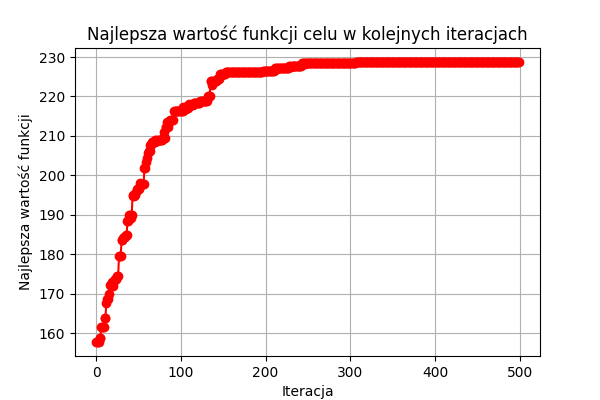 Najlepsza wartość funkcji celu w kolejnych iteracjach
Najlepsza wartość funkcji
230
220
210
200
190
180
170
160
0 100 200 300 400 500
Iteracja